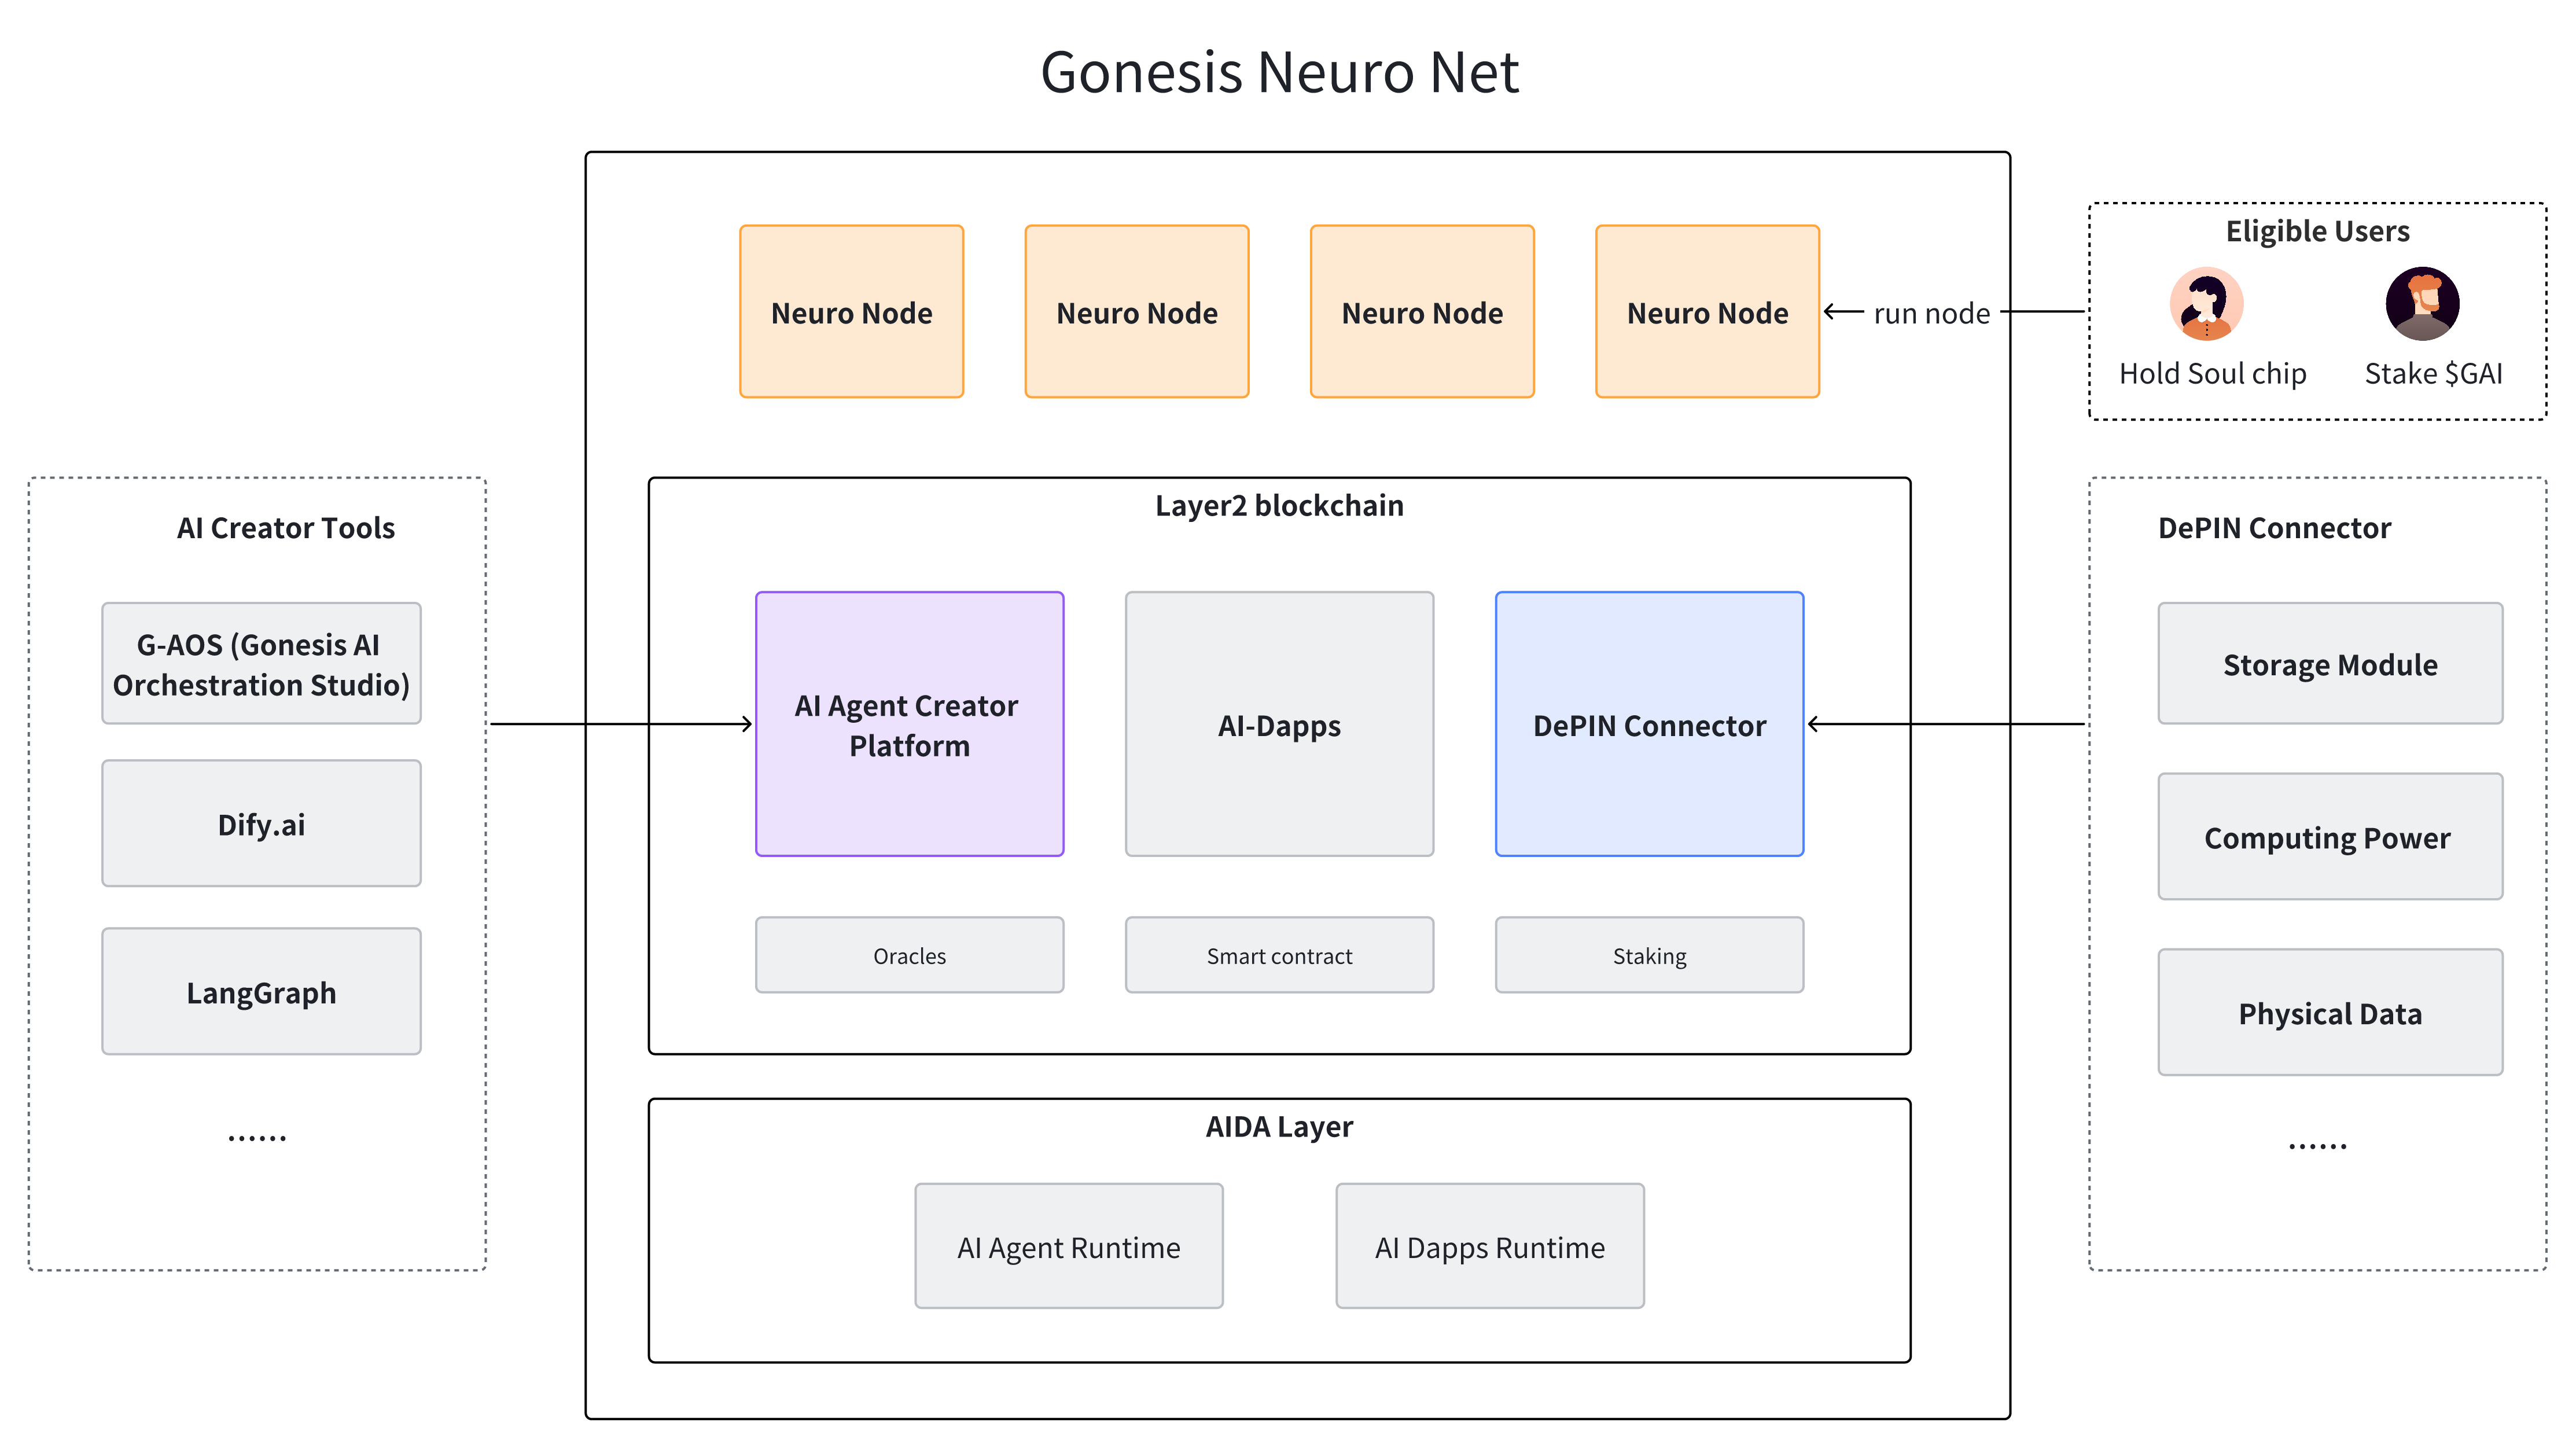 Gonesis Neuro Net
Neuro Node
Neuro Node
Neuro Node
Neuro Node
run node
Eligible Users
Hold Soul chip
Stake $GAI
AI Creator Tools
G-AOS (Gonesis AI
Orchestration Studio)
Dify.ai
LangGraph
......
Layer2 blockchain
AI Agent Creator
Platform
AI-Dapps
DePIN Connector
Oracles
Smart contract
Staking
AIDA Layer
AI Agent Runtime
AI Dapps Runtime
DePIN Connector
Storage Module
Computing Power
Physical Data
......